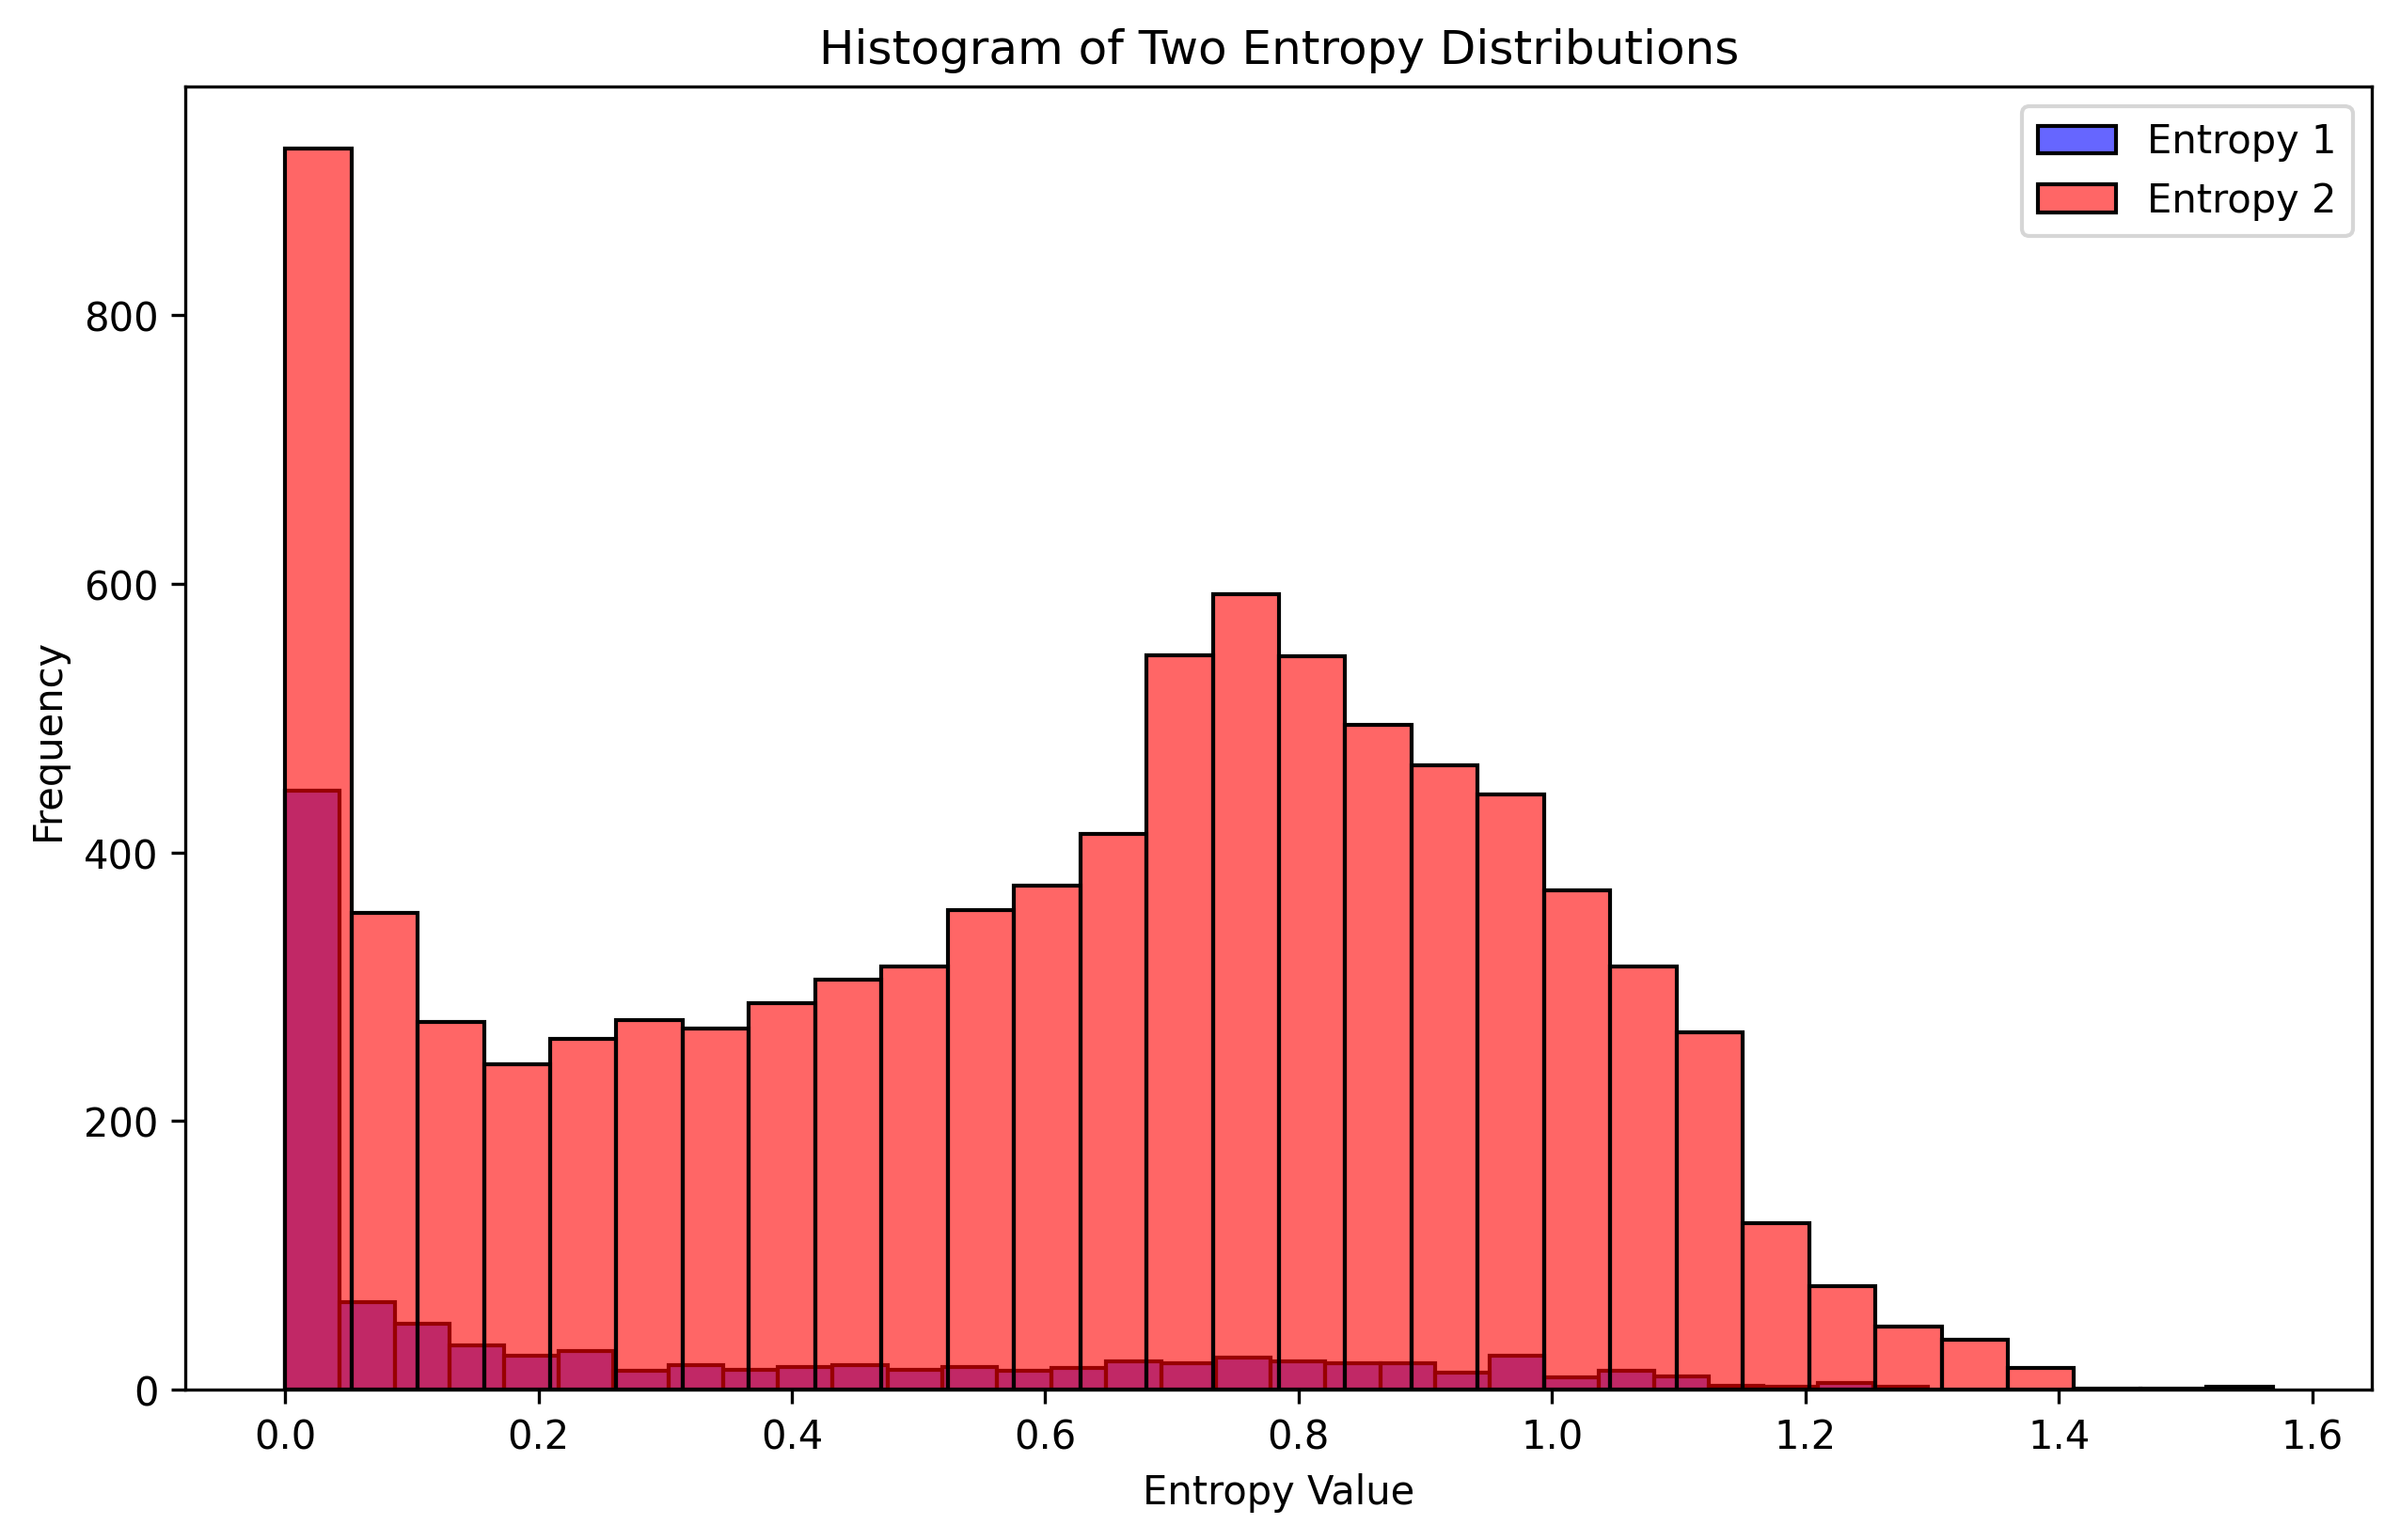 Histogram of Two Entropy Distributions
Entropy 1
Entropy 2
Frequency
800
600
400
200
0
0.0 0.2 0.4 0.6 0.8 1.0 1.2 1.4 1.6
Entropy Value